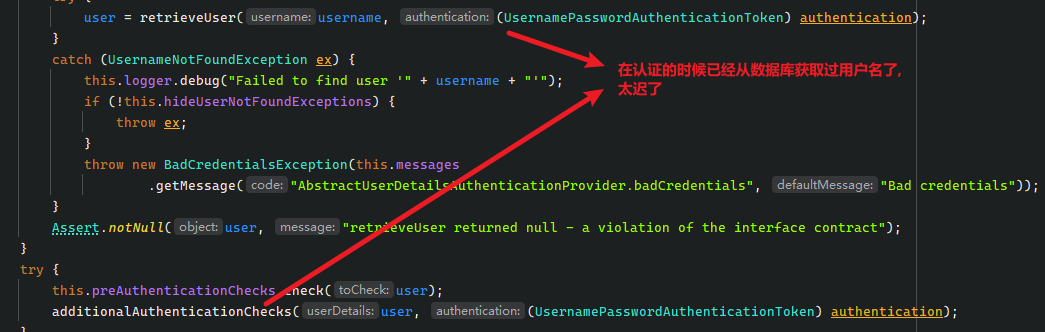 try {
user = retrieveUser( username: username, authentication: (UsernamePasswordAuthenticationToken) authentication);
}
catch (UsernameNotFoundException ex) {
this.logger.debug("Failed to find user '" + username + "'");
if (!this.hideUserNotFoundExceptions) {
throw ex;
}
throw new BadCredentialsException(this.messages
.getMessage( code: "AbstractUserDetailsAuthenticationProvider.badCredentials", defaultMessage: "Bad credentials"));
}
Assert.notNull( object: user, message: "retrieveUser returned null - a violation of the interface contract");
}
try {
this.preAuthenticationChecks.check( toCheck: user);
additionalAuthenticationChecks( userDetails: user, authentication: (UsernamePasswordAuthenticationToken) authentication);
}
在认证的时候已经从数据库获取过用户名了,
太迟了